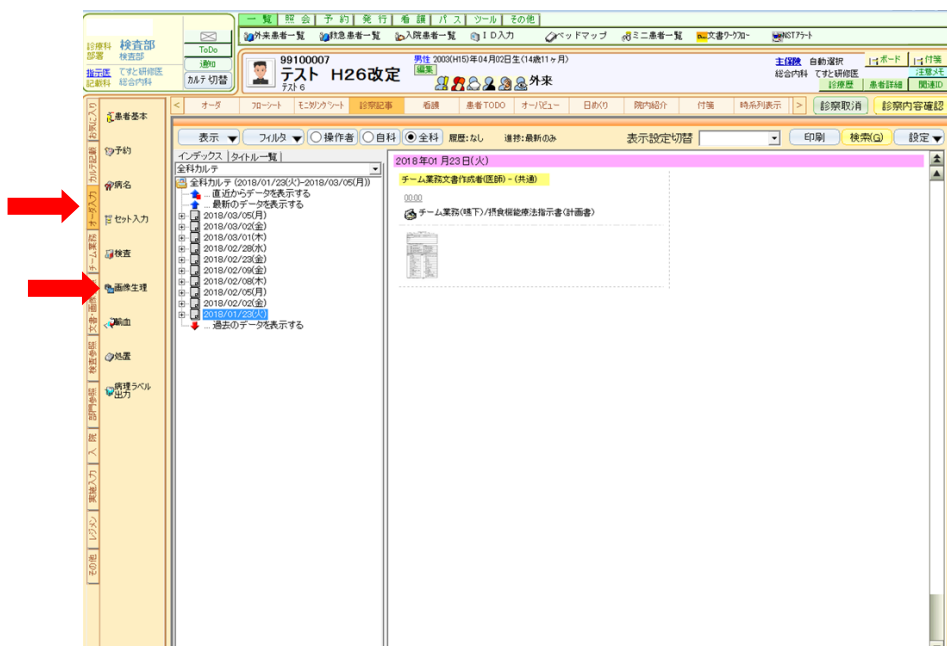 一 覧 照 会 予 約 発 行 看 護 パ ス ツール その他
外来患者一覧 救急患者一覧 入院患者一覧 ＩＤ入力 ベッドマップ ミニ患者一覧 文書ﾜｰｸﾌﾛｰ NSTｱﾗｰﾄ
診療科 検査部
部署 検査部
指示医 てすと研修医
記載科 総合内科
ToDo
通知
カルテ切替
99100007
テスト H26改定
ﾃｽﾄ 6
男性 2003(H15)年04月02日生(14歳11ヶ月)
編集
外来
主保険 自動選択
総合内科 てすと研修医
ボード 付箋
注意メモ
診療歴 患者詳細 関連ID
< オーダ ﾌﾛｰｼｰﾄ ﾓﾆﾀﾘﾝｸﾞｼｰﾄ 診察記事 看護 患者TODO オーバビュー 日めくり 院内紹介 付箋 時系列表示 > 診察取消 診察内容確認
お気に入り
カルテ記載
オーダ入力
チーム業務
文書・画像
検査参照
部門参照
入 院
実施入力
レジメン
その他
患者基本
予約
病名
セット入力
検査
画像生理
輸血
処置
病理ラベル
出力
表示 フィルタ 操作者 自科 全科 履歴:なし 進捗:最新のみ 表示設定切替 印刷 検索(G) 設定
インデックス タイトル一覧
全科カルテ
全科カルテ (2018/01/23(火)-2018/03/05(月))
... 直近からデータを表示する
... 最新のデータを表示する
2018/03/05(月)
2018/03/02(金)
2018/03/01(木)
2018/02/28(水)
2018/02/23(金)
2018/02/09(金)
2018/02/08(木)
2018/02/05(月)
2018/02/02(金)
2018/01/23(火)
... 過去のデータを表示する
2018年01月23日(火)
チーム業務文書作成者(医師) - (共通)
00:00
チーム業務(嚥下)/摂食機能療法指示書(計画書)